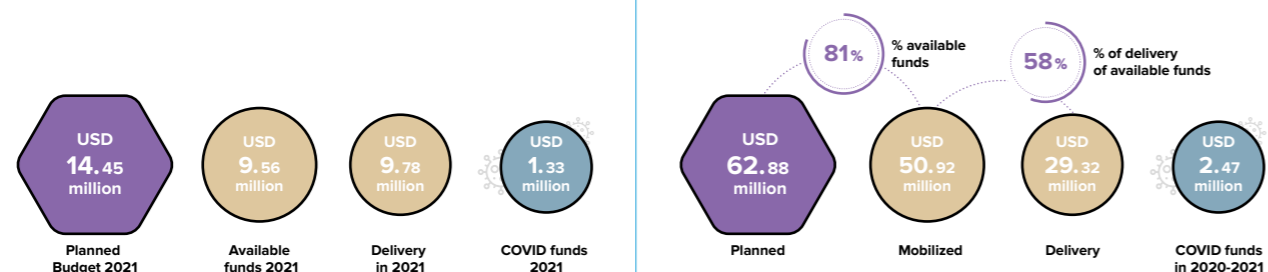 USD
14.45
million
Planned
Budget 2021
USD
9.56
million
Available
funds 2021
USD
9.78
million
Delivery
in 2021
USD
1.33
million
COVID funds
2021
81%
% available
funds
58%
% of delivery
of available funds
USD
62.88
million
Planned
USD
50.92
million
Mobilized
USD
29.32
million
Delivery
USD
2.47
million
COVID funds
in 2020-2021